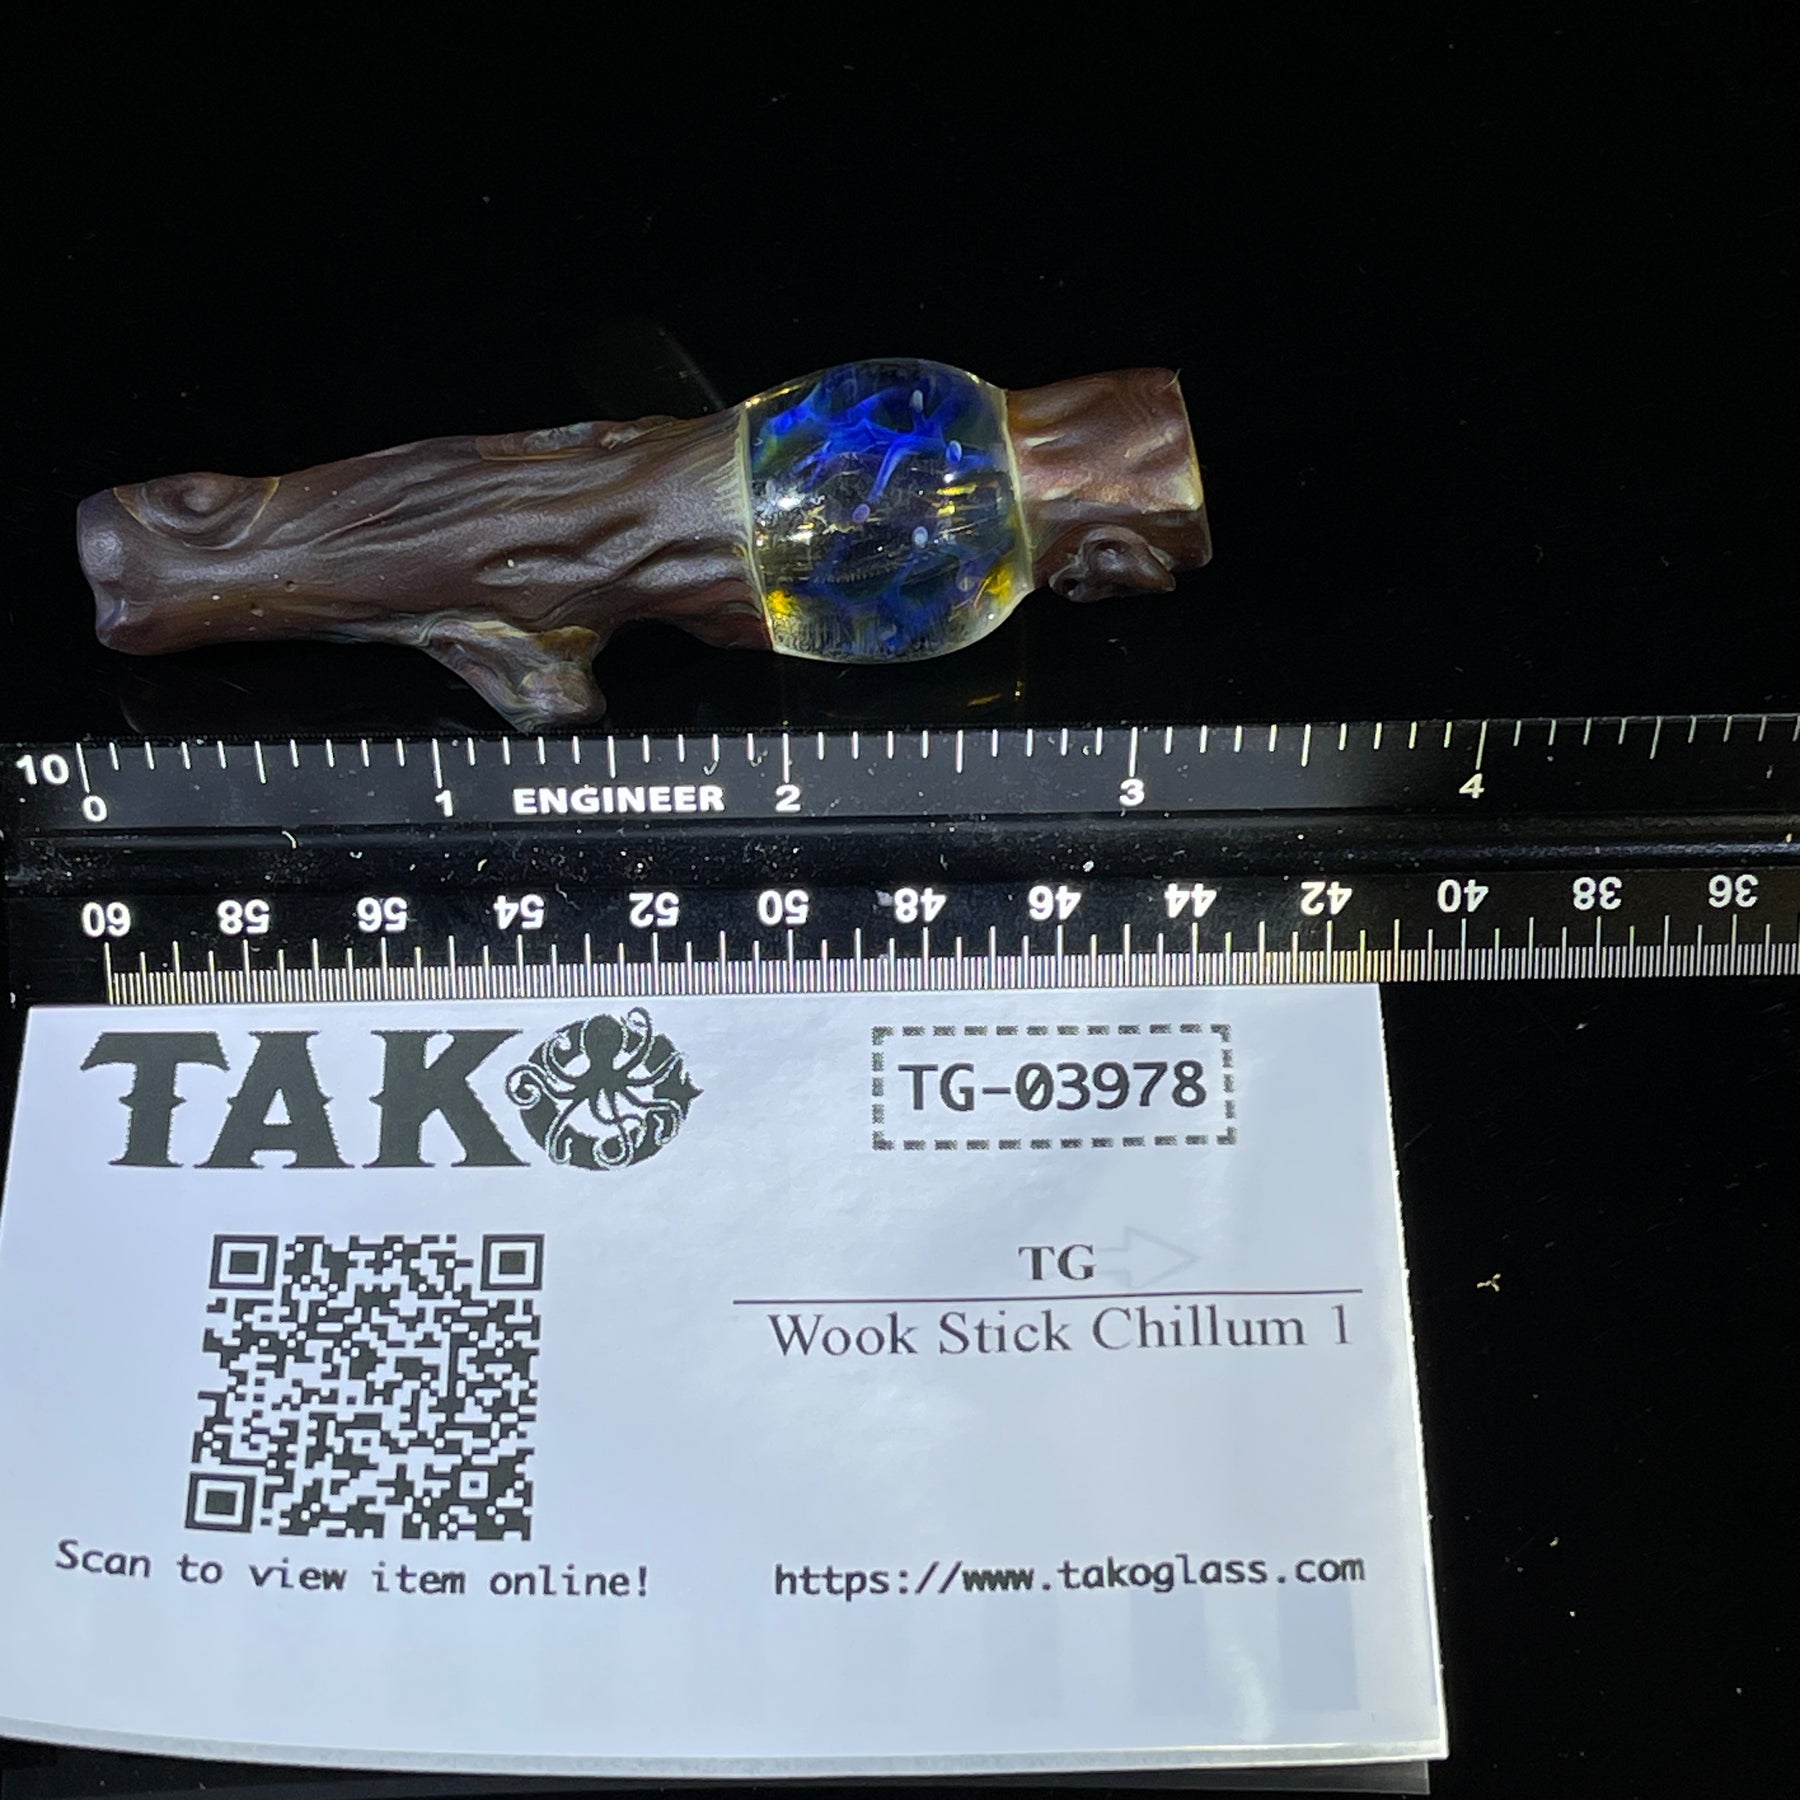 10
0 1 ENGINEER 2 3 4
60 58 56 54 52 50 48 46 44 42 40 38 36
TAKO
TG-03978
TG
Wook Stick Chillum 1
Scan to view item online!
https://www.takoglass.com